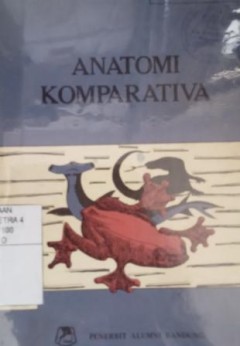 ANATOMI
KOMPARATIVA
PENERBIT ALUMNI BANDUNG